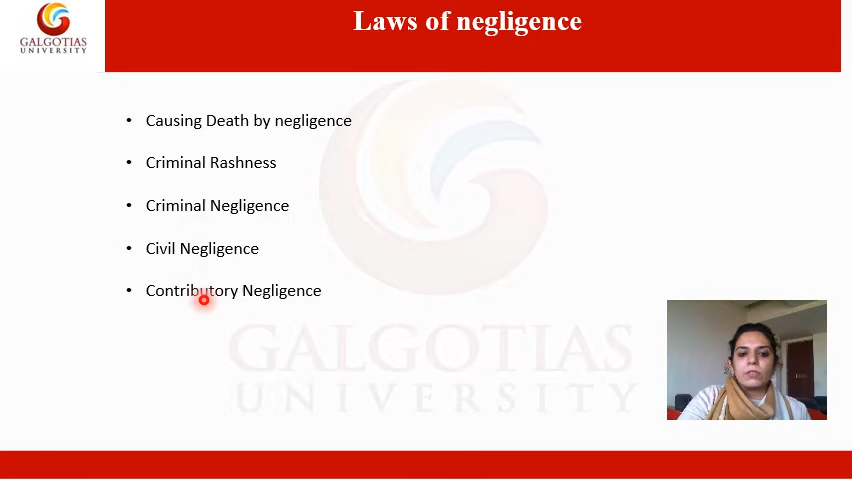 GALGOTIAS
UNIVERSITY
Laws of negligence
• Causing Death by negligence
• Criminal Rashness
• Criminal Negligence
• Civil Negligence
• Contributory Negligence
GALGOTIAS
UNIVERSITY